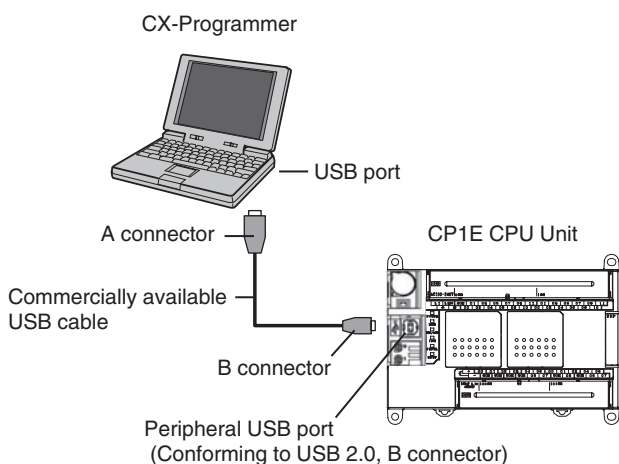 CX-Programmer
USB port
A connector
CP1E CPU Unit
Commercially available
USB cable
B connector
Peripheral USB port
(Conforming to USB 2.0, B connector)